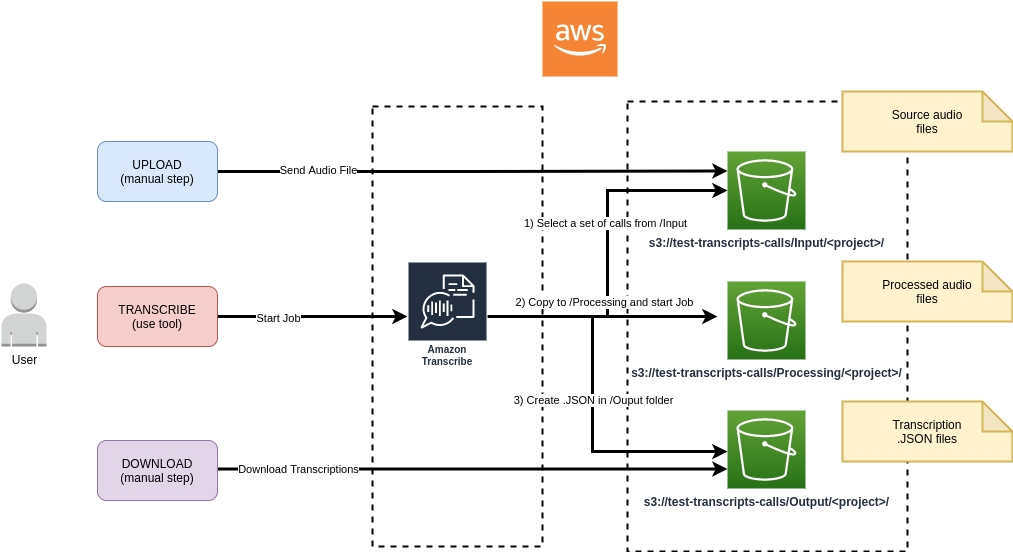 aws
Source audio
files
UPLOAD
(manual step)
Send Audio File
1) Select a set of calls from /Input
s3://test-transcripts-calls/Input/<project>/
Processed audio
files
TRANSCRIBE
(use tool)
Start Job
2) Copy to /Processing and start Job
Amazon
Transcribe
User
s3://test-transcripts-calls/Processing/<project>/
3) Create .JSON in /Ouput folder
Transcription
.JSON files
DOWNLOAD
(manual step)
Download Transcriptions
s3://test-transcripts-calls/Output/<project>/